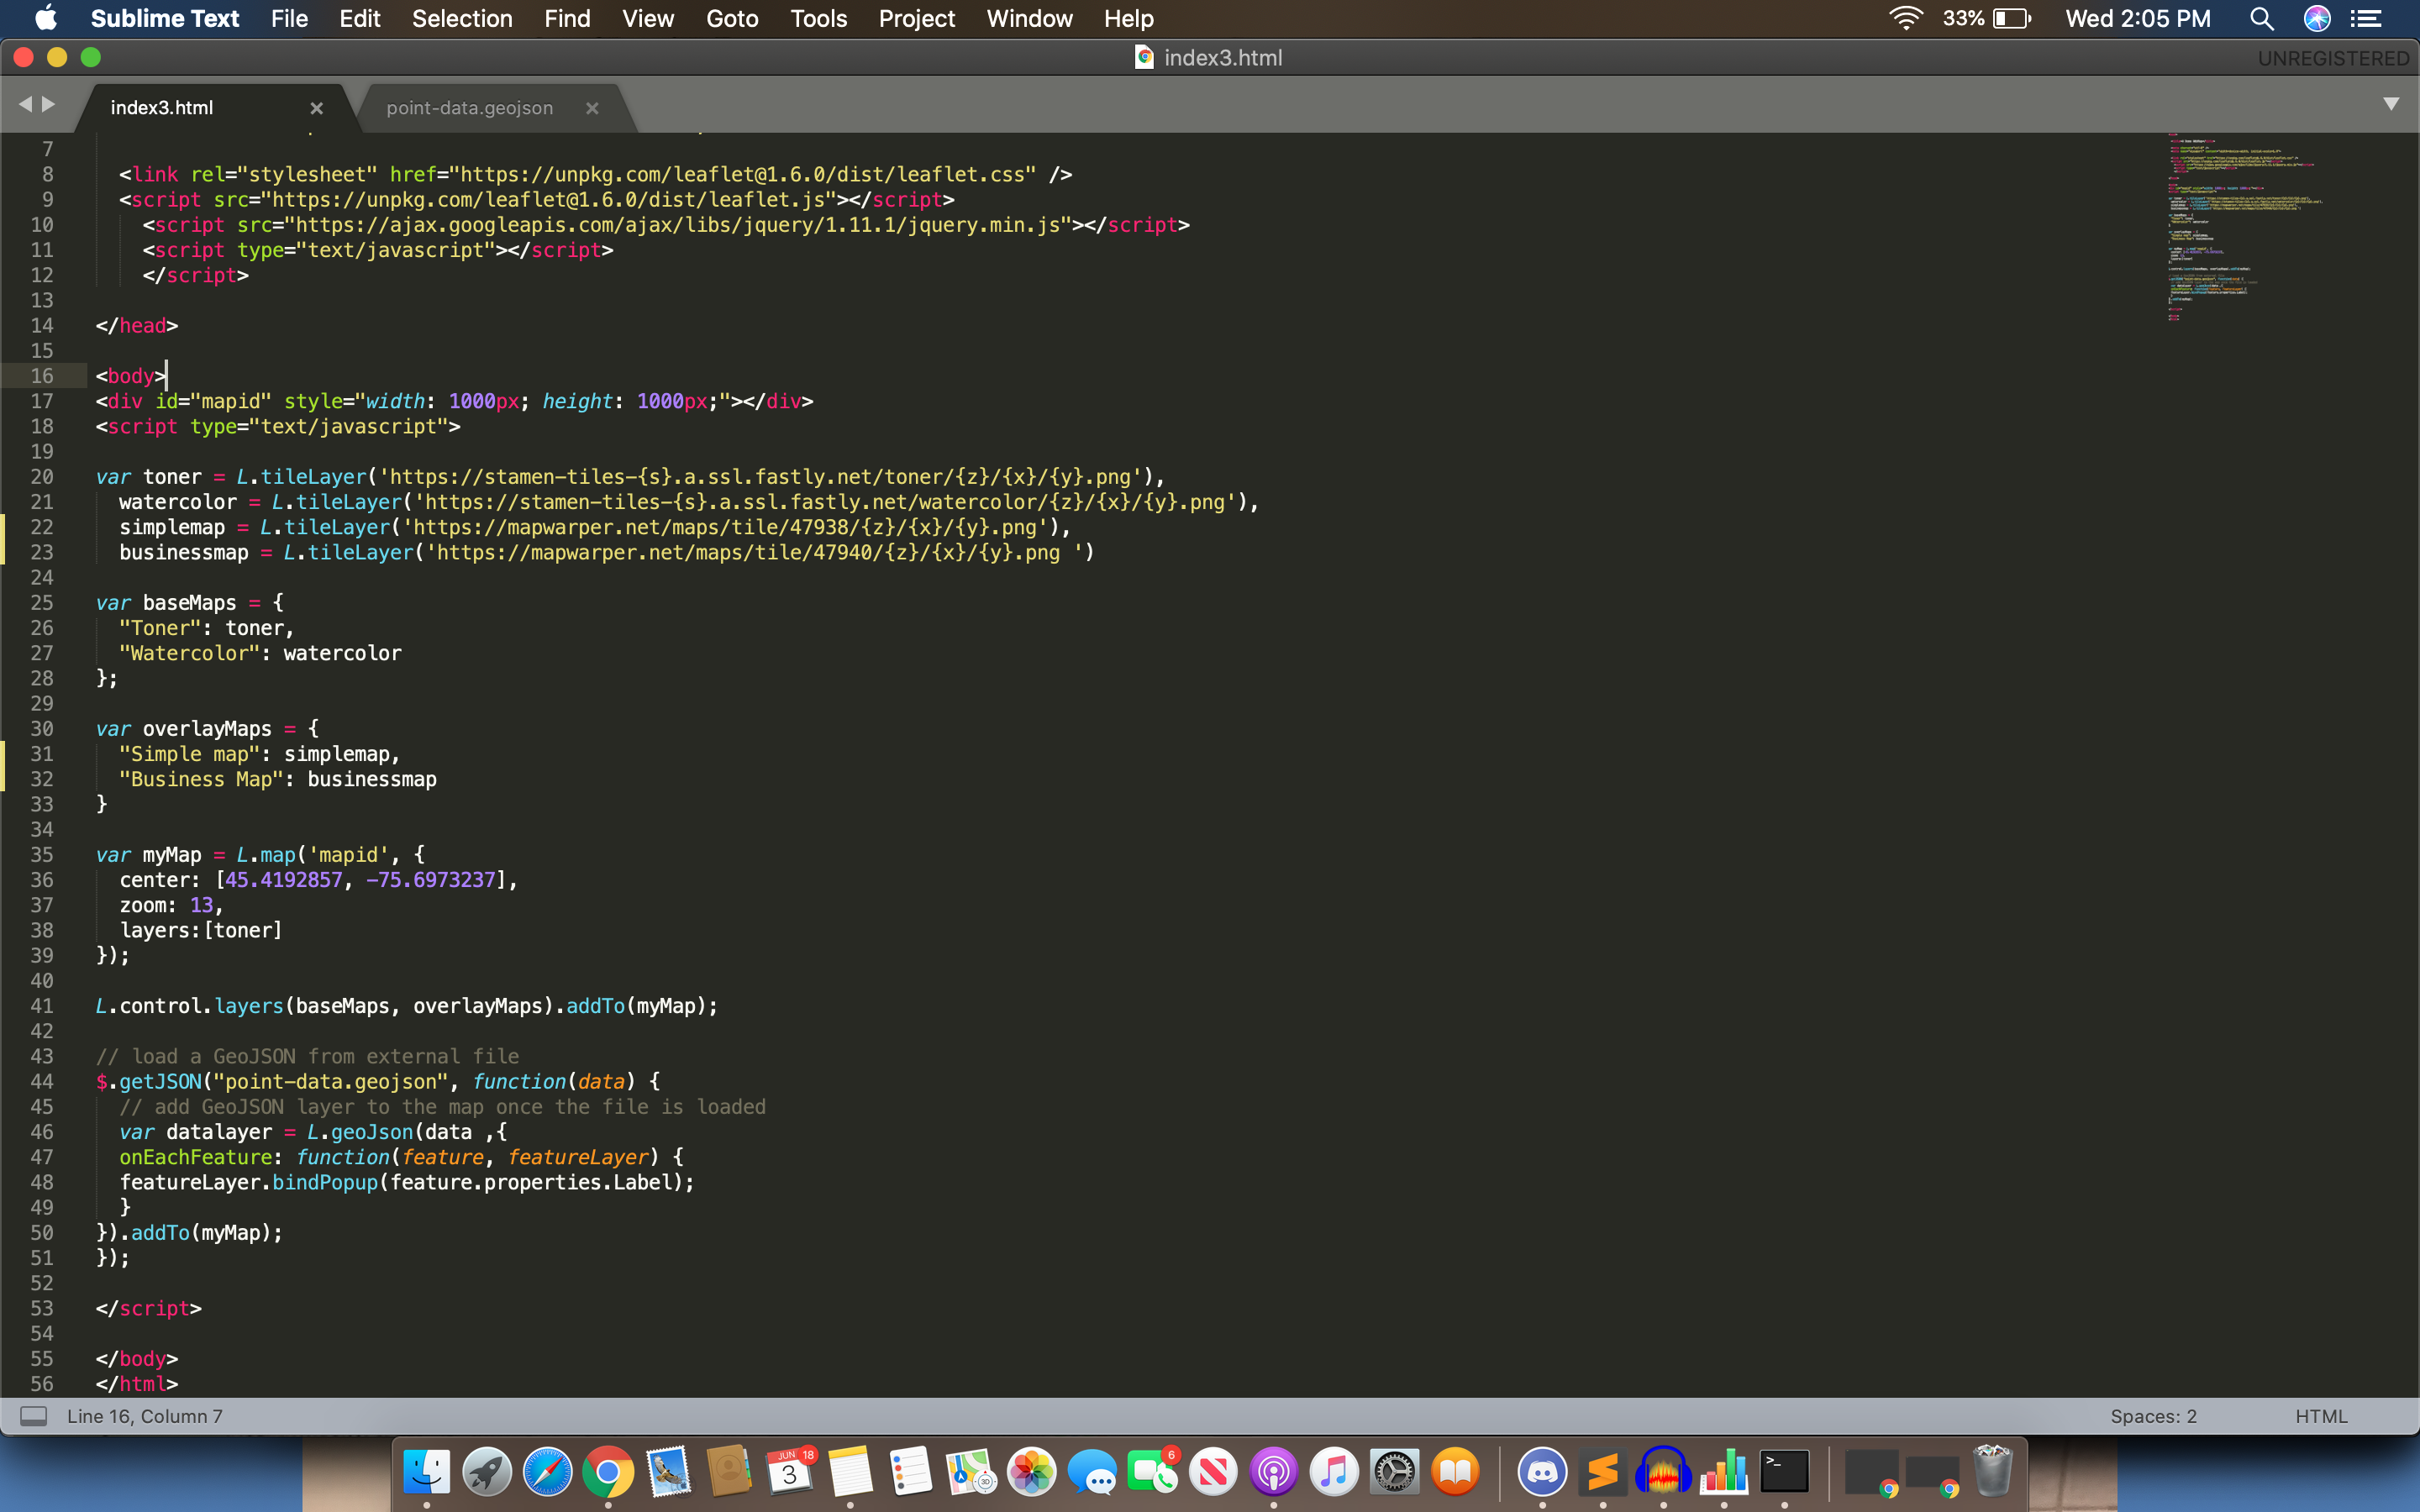 Sublime Text File Edit Selection Find View Goto Tools Project Window Help 33% Wed 2:05 PM
index3.html UNREGISTERED
index3.html × point-data.geojson ×
7
8 <link rel="stylesheet" href="https://unpkg.com/leaflet@1.6.0/dist/leaflet.css" />
9 <script src="https://unpkg.com/leaflet@1.6.0/dist/leaflet.js"></script>
10 <script src="https://ajax.googleapis.com/ajax/libs/jquery/1.11.1/jquery.min.js"></script>
11 <script type="text/javascript"></script>
12 </script>
13
14 </head>
15
16 <body>
17 <div id="mapid" style="width: 1000px; height: 1000px;"></div>
18 <script type="text/javascript">
19
20 var toner = L.tileLayer('https://stamen-tiles-{s}.a.ssl.fastly.net/toner/{z}/{x}/{y}.png'),
21 watercolor = L.tileLayer('https://stamen-tiles-{s}.a.ssl.fastly.net/watercolor/{z}/{x}/{y}.png'),
22 simplemap = L.tileLayer('https://mapwarper.net/maps/tile/47938/{z}/{x}/{y}.png'),
23 businessmap = L.tileLayer('https://mapwarper.net/maps/tile/47940/{z}/{x}/{y}.png ')
24
25 var baseMaps = {
26 "Toner": toner,
27 "Watercolor": watercolor
28 };
29
30 var overlayMaps = {
31 "Simple map": simplemap,
32 "Business Map": businessmap
33 }
34
35 var myMap = L.map('mapid', {
36 center: [45.4192857, -75.6973237],
37 zoom: 13,
38 layers:[toner]
39 });
40
41 L.control.layers(baseMaps, overlayMaps).addTo(myMap);
42
43 // load a GeoJSON from external file
44 $.getJSON("point-data.geojson", function(data) {
45 // add GeoJSON layer to the map once the file is loaded
46 var datalayer = L.geoJson(data ,{
47 onEachFeature: function(feature, featureLayer) {
48 featureLayer.bindPopup(feature.properties.Label);
49 }
50 }).addTo(myMap);
51 });
52
53 </script>
54
55 </body>
56 </html>
Line 16, Column 7 Spaces: 2 HTML
JUN 18
3
6
3D
>_